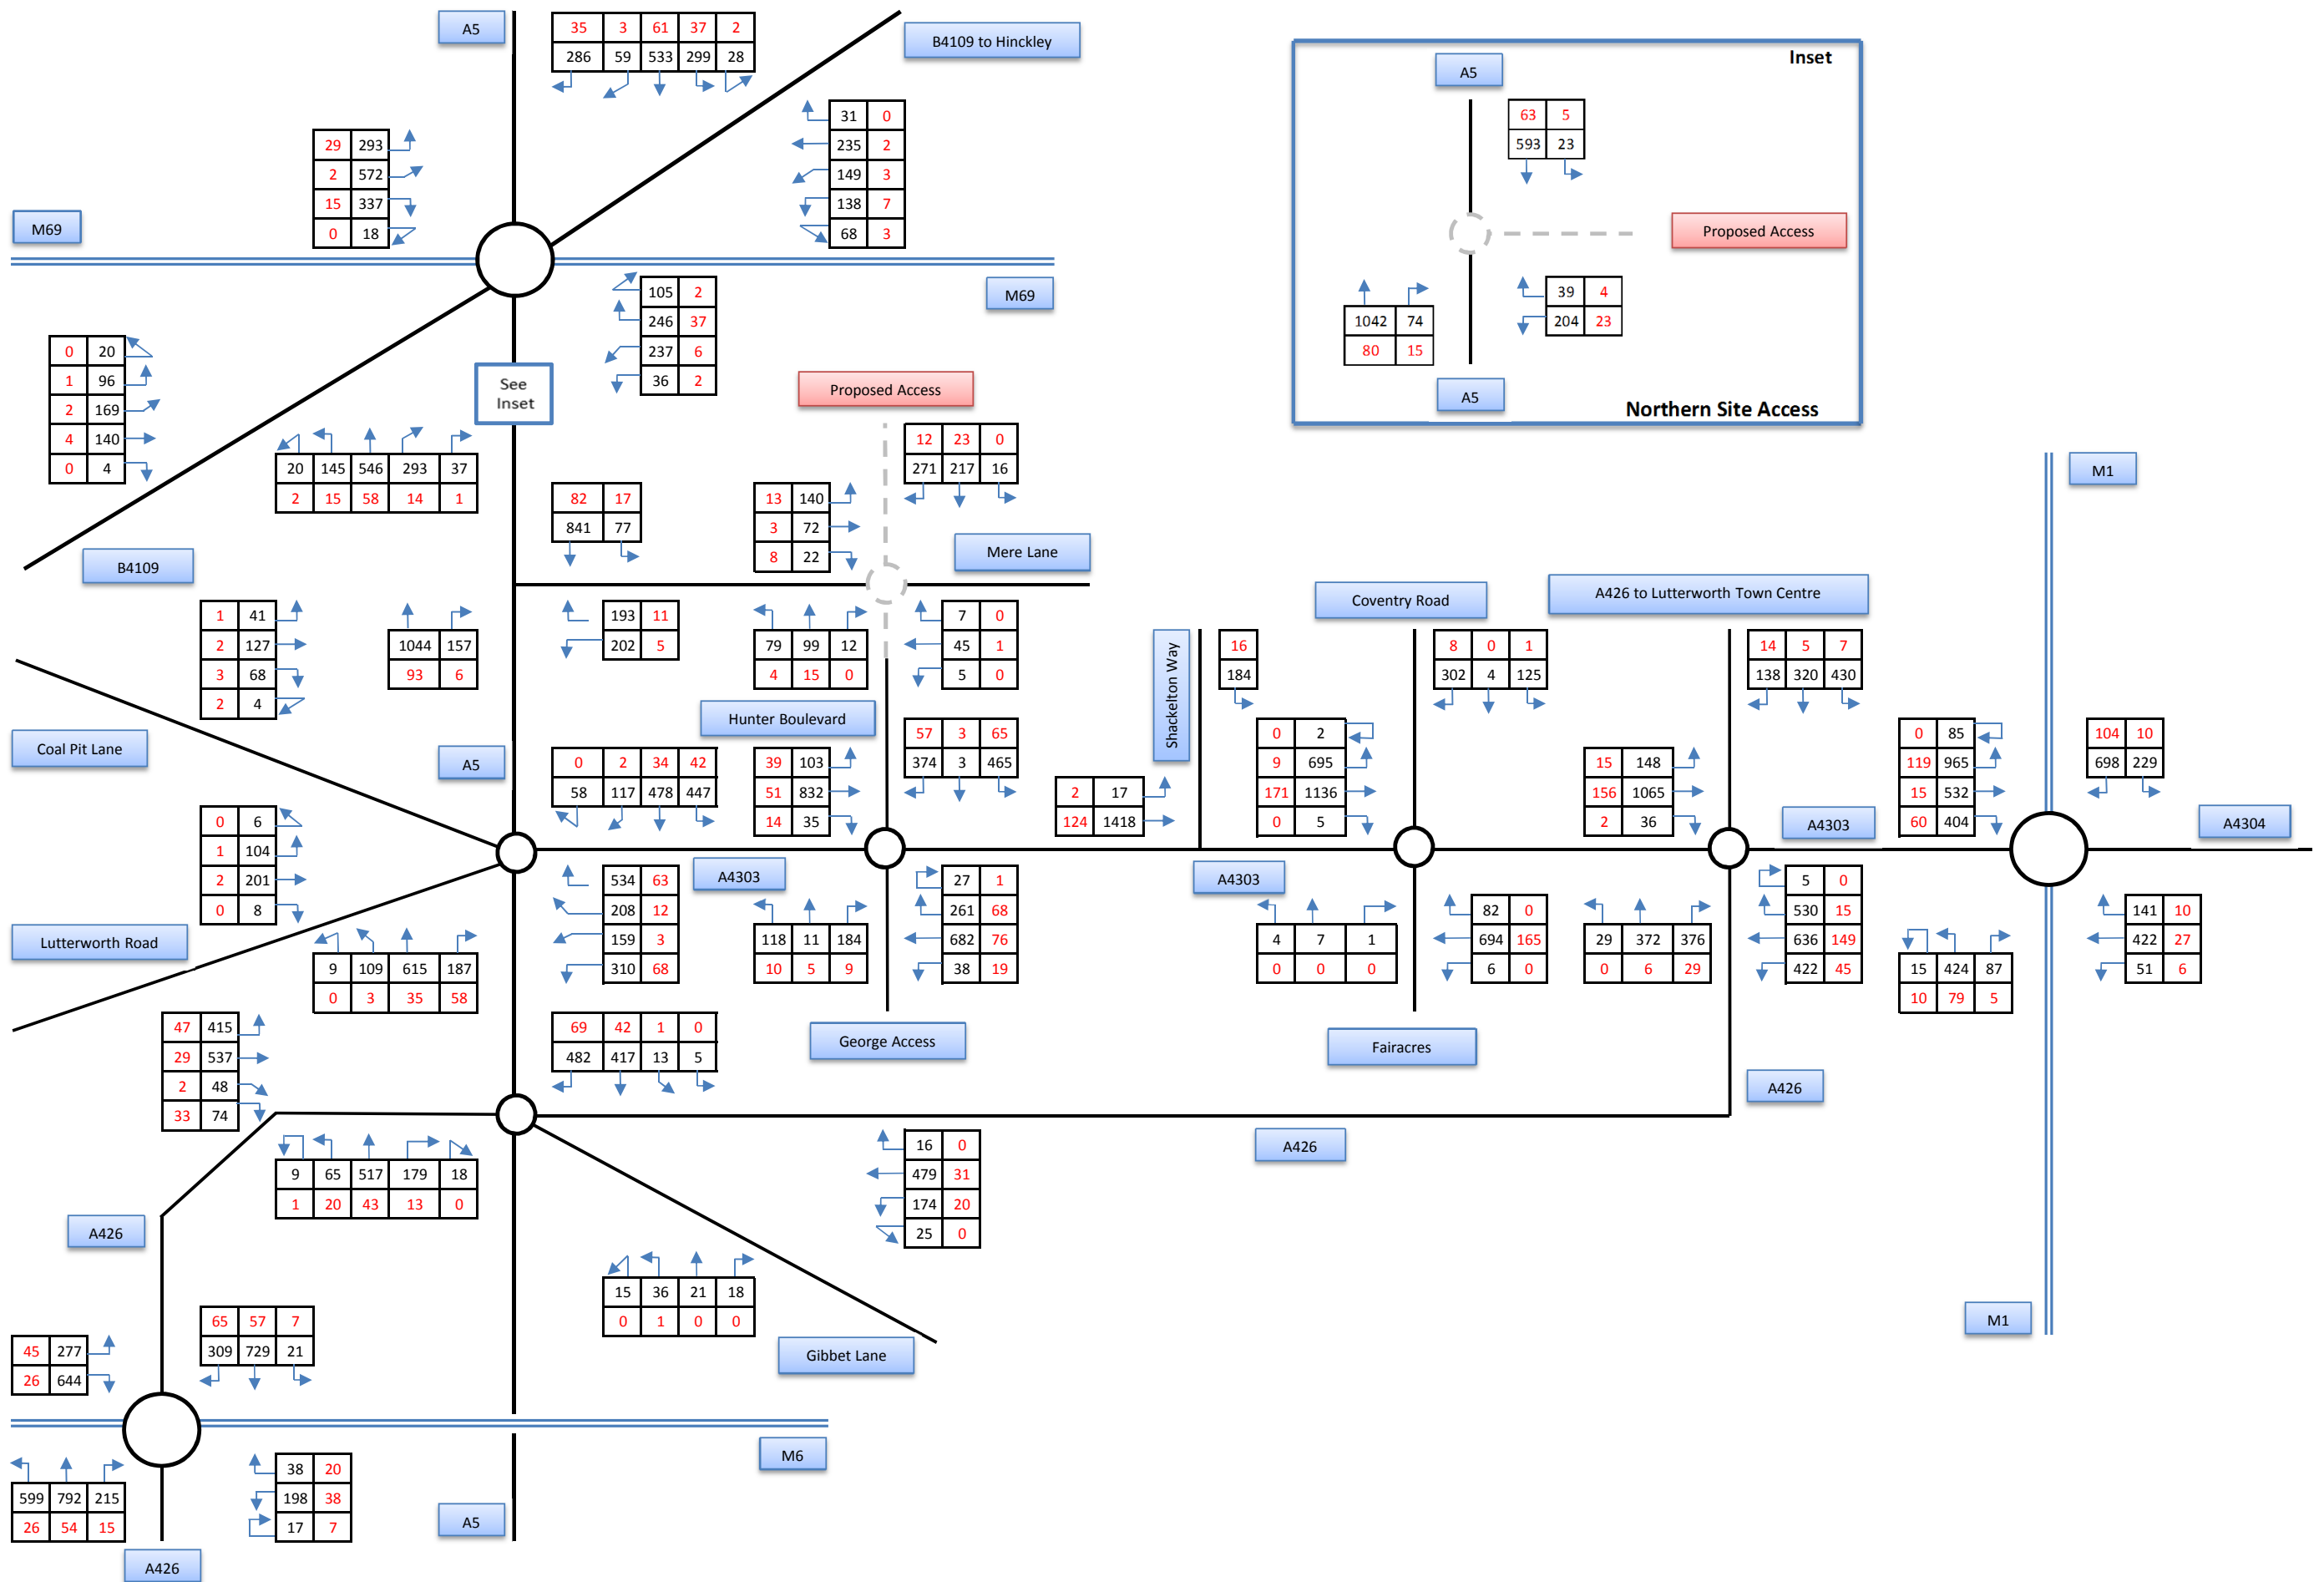 A5
35 3 61 37 2
286 59 533 299 28
B4109 to Hinckley
Inset
A5
63 5
593 23
Proposed Access
39 4
204 23
1042 74
80 15
A5
Northern Site Access
31 0
235 2
149 3
138 7
68 3
29 293
2 572
15 337
0 18
M69
M69
105 2
246 37
237 6
36 2
0 20
1 96
2 169
4 140
0 4
See
Inset
Proposed Access
20 145 546 293 37
2 15 58 14 1
12 23 0
271 217 16
82 17
841 77
13 140
3 72
8 22
Mere Lane
B4109
M1
1 41
2 127
3 68
2 4
1044 157
93 6
193 11
202 5
79 99 12
4 15 0
7 0
45 1
5 0
Coventry Road
A426 to Lutterworth Town Centre
Shackelton Way
16
184
8 0 1
302 4 125
14 5 7
138 320 430
Hunter Boulevard
Coal Pit Lane
A5
0 2 34 42
58 117 478 447
39 103
51 832
14 35
57 3 65
374 3 465
2 17
124 1418
0 2
9 695
171 1136
0 5
15 148
156 1065
2 36
A4303
0 85
119 965
15 532
60 404
104 10
698 229
A4304
0 6
1 104
2 201
0 8
Lutterworth Road
9 109 615 187
0 3 35 58
534 63
208 12
159 3
310 68
A4303
118 11 184
10 5 9
27 1
261 68
682 76
38 19
A4303
4 7 1
0 0 0
82 0
694 165
6 0
29 372 376
0 6 29
5 0
530 15
636 149
422 45
15 424 87
10 79 5
141 10
422 27
51 6
47 415
29 537
2 48
33 74
69 42 1 0
482 417 13 5
George Access
Fairacres
A426
9 65 517 179 18
1 20 43 13 0
16 0
479 31
174 20
25 0
A426
A426
15 36 21 18
0 1 0 0
Gibbet Lane
M1
45 277
26 644
65 57 7
309 729 21
M6
599 792 215
26 54 15
38 20
198 38
17 7
A5
A426